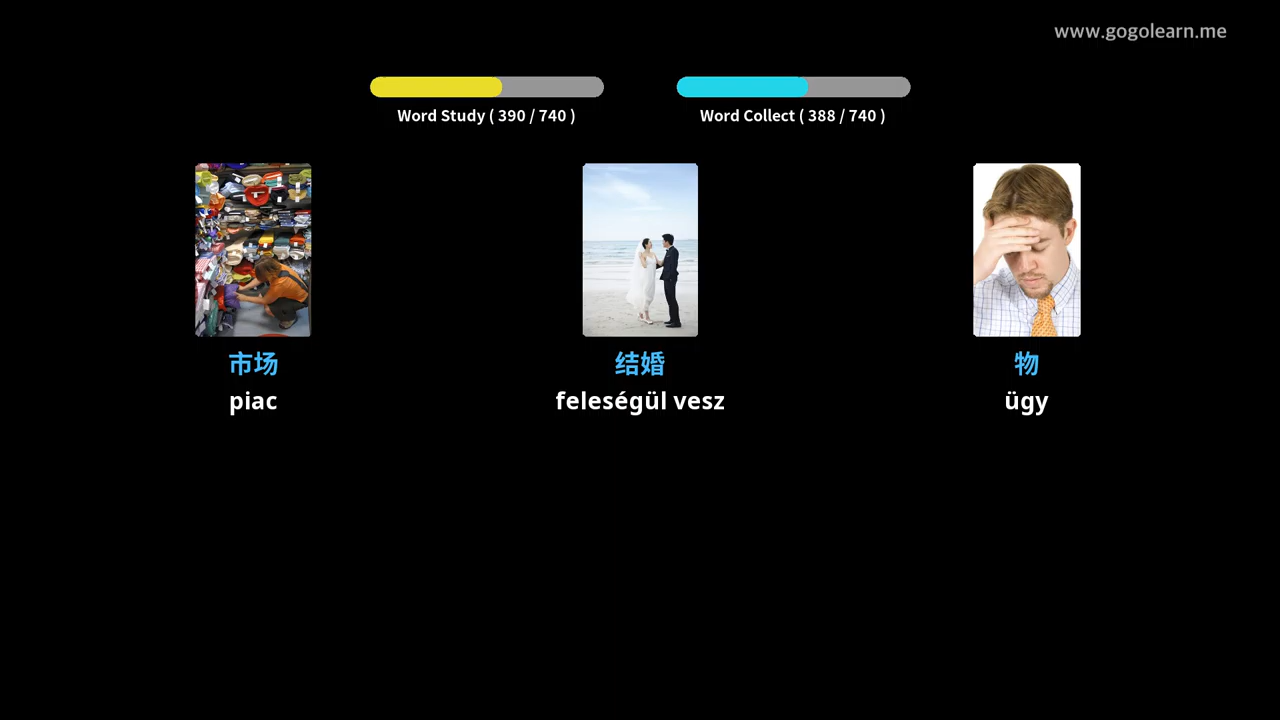 www.gogolearn.me
Word Study ( 390 / 740 )
Word Collect ( 388 / 740 )
市场
结婚
物
piac
feleségül vesz
ügy